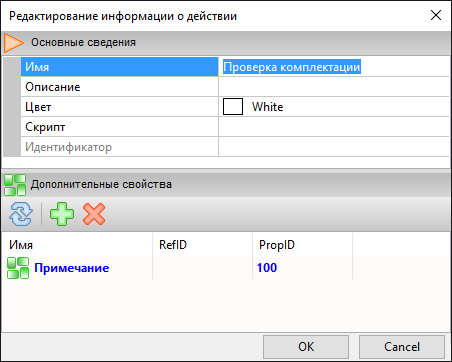 Редактирование информации о действии
Основные сведения
Имя Проверка комплектации
Описание
Цвет White
Скрипт
Идентификатор
Дополнительные свойства
Имя RefID PropID
Примечание 100
OK Cancel